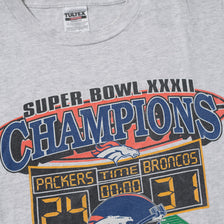 TULTEX
SUPER BOWL XXXII
CHAMPIONS
PACKERS TIME BRONCOS
24 00:00 31